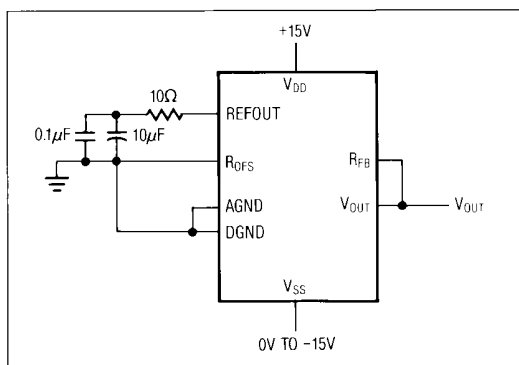 +15V
V_DD
10Ω
REFOUT
0.1μF
10μF
R_OFS
R_FB
AGND
V_OUT
V_OUT
DGND
V_SS
0V TO -15V